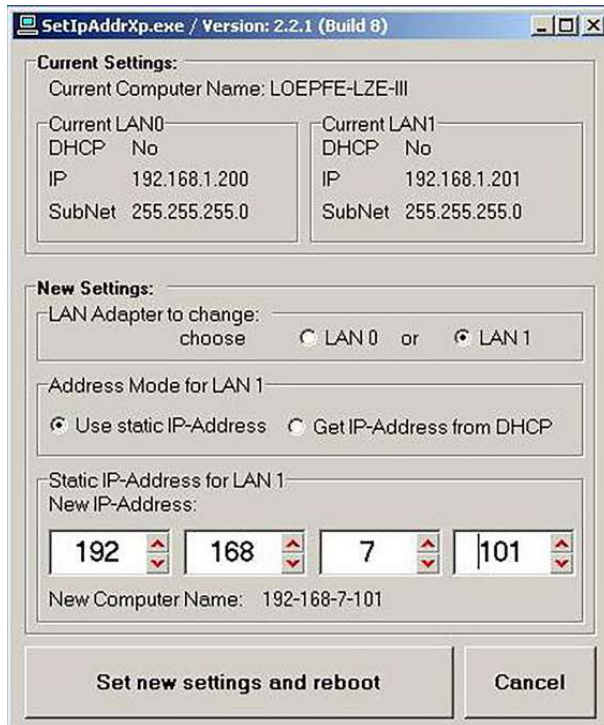 SetIpAddrXp.exe / Version: 2.2.1 (Build 8)
Current Settings:
Current Computer Name: LOEPFE-LZE-III
Current LAN0
DHCP No
IP 192.168.1.200
SubNet 255.255.255.0
Current LAN1
DHCP No
IP 192.168.1.201
SubNet 255.255.255.0
New Settings:
LAN Adapter to change:
choose LAN 0 or LAN 1
Address Mode for LAN 1
Use static IP-Address Get IP-Address from DHCP
Static IP-Address for LAN 1
New IP-Address:
192 168 7 101
New Computer Name: 192-168-7-101
Set new settings and reboot Cancel